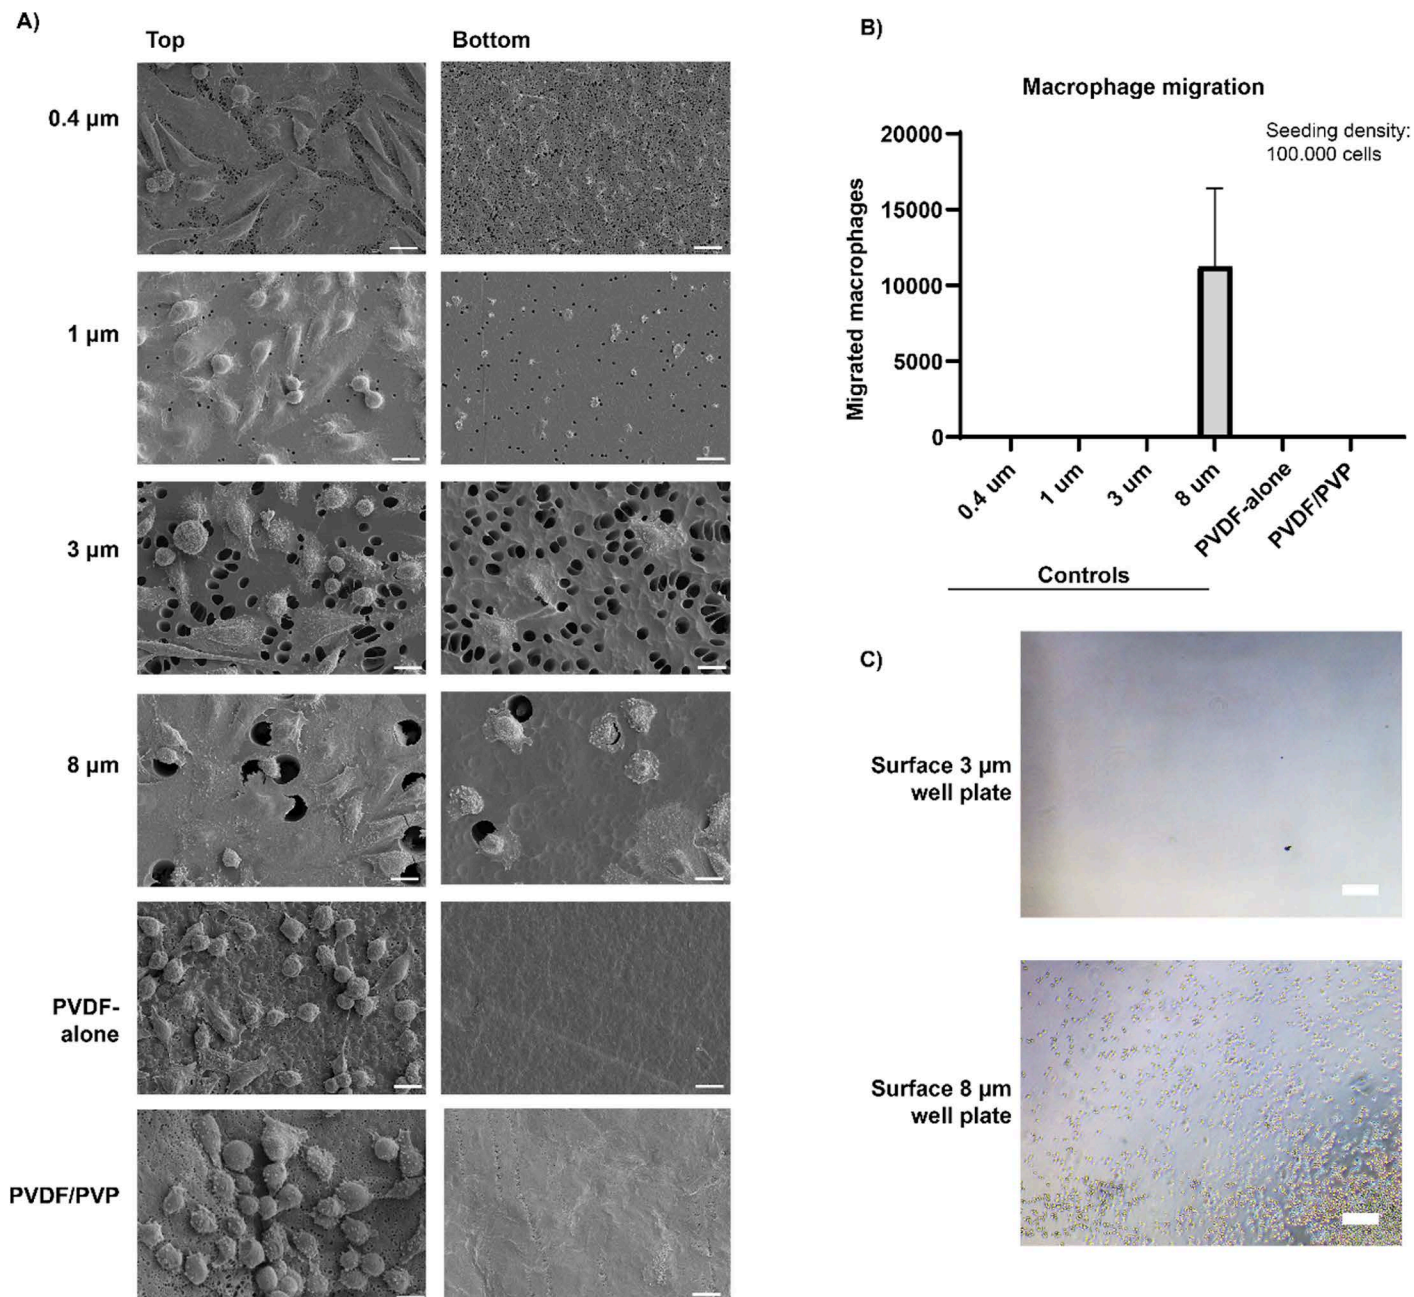 A)
Top
Bottom
0.4 µm
1 µm
3 µm
8 µm
PVDF-
alone
PVDF/PVP
B)
Macrophage migration
Seeding density:
100.000 cells
Migrated macrophages
20000
15000
10000
5000
0
0.4 um
1 um
3 um
8 um
PVDF-alone
PVDF/PVP
Controls
C)
Surface 3 µm
well plate
Surface 8 µm
well plate